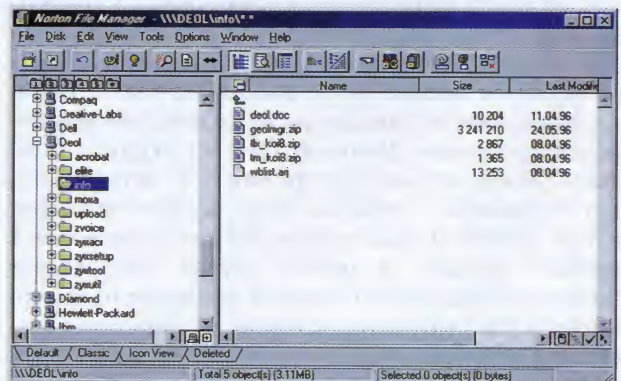 Norton File Manager - \\\DEOL\info\*.*
File Disk Edit View Tools Options Window Help
Name Size Last Modifie
Compaq
Creative-Labs
Dell
Deol
acrobat
elite
info
moxa
upload
zvoice
zyxacr
zyxsetup
zyxtool
zyxutil
Diamond
Hewlett-Packard
Ibm
deol.doc 10 204 11.04.96
geolmgr.zip 3 241 210 24.05.96
tlx_koi8.zip 2 867 08.04.96
tm_koi8.zip 1 365 08.04.96
wblist.arj 13 253 08.04.96
Default Classic Icon View Deleted
\\\DEOL\info Total 5 object(s) (3.11MB) Selected 0 object(s) (0 bytes)